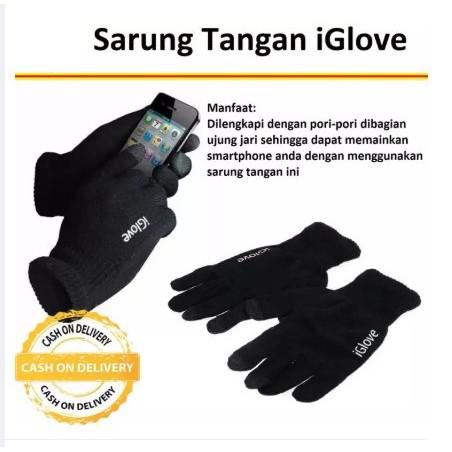 Sarung Tangan iGlove
Manfaat:
Dilengkapi dengan pori-pori dibagian
ujung jari sehingga dapat memainkan
smartphone anda dengan menggunakan
sarung tangan ini
iGlove
iGlove
iGlove
CASH ON DELIVERY
CASH ON DELIVERY
CASH ON DELIVERY